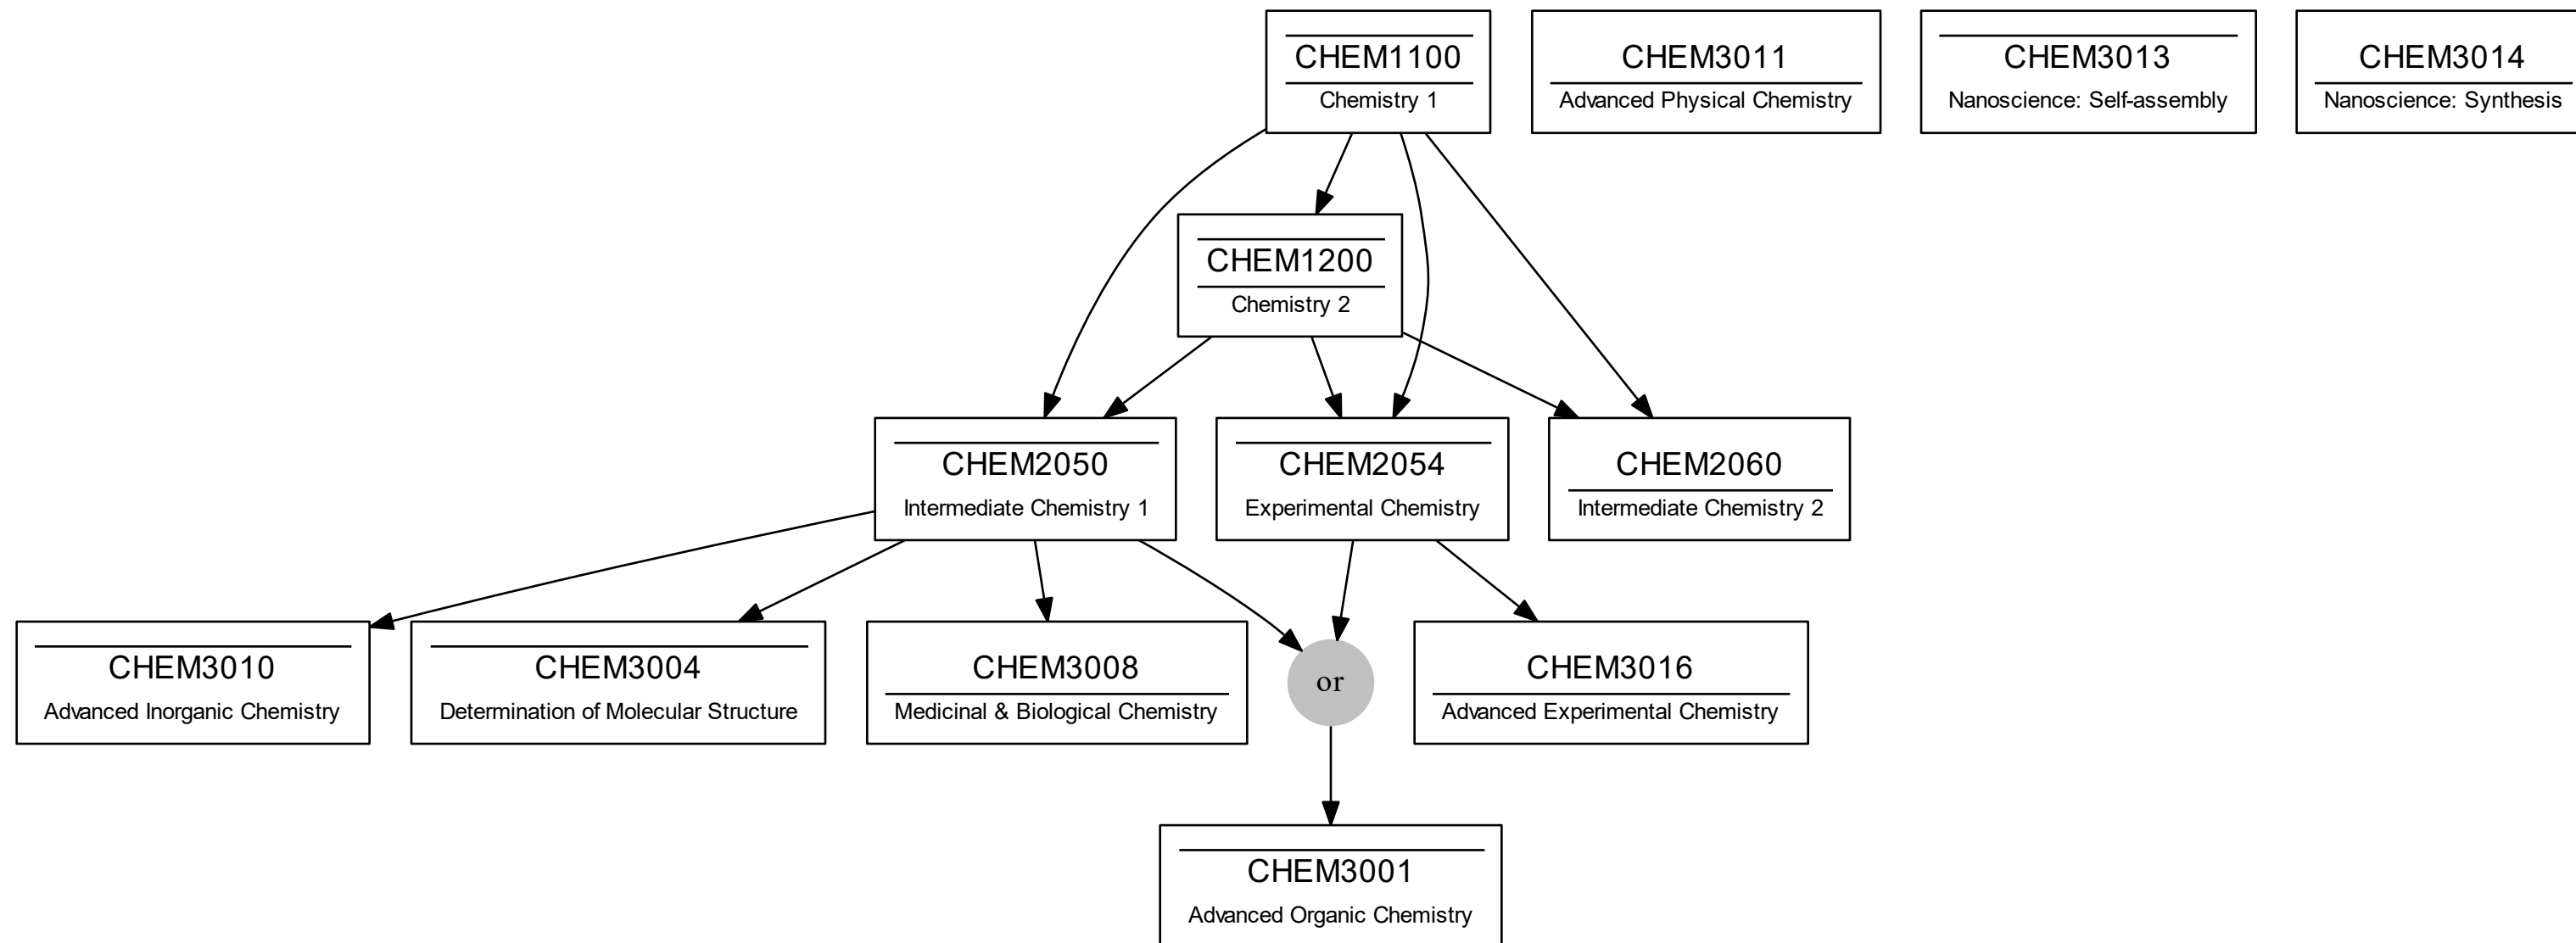 CHEM1100
Chemistry 1
CHEM3011
Advanced Physical Chemistry
CHEM3013
Nanoscience: Self-assembly
CHEM3014
Nanoscience: Synthesis
CHEM1200
Chemistry 2
CHEM2050
Intermediate Chemistry 1
CHEM2054
Experimental Chemistry
CHEM2060
Intermediate Chemistry 2
CHEM3010
Advanced Inorganic Chemistry
CHEM3004
Determination of Molecular Structure
CHEM3008
Medicinal & Biological Chemistry
or
CHEM3016
Advanced Experimental Chemistry
CHEM3001
Advanced Organic Chemistry